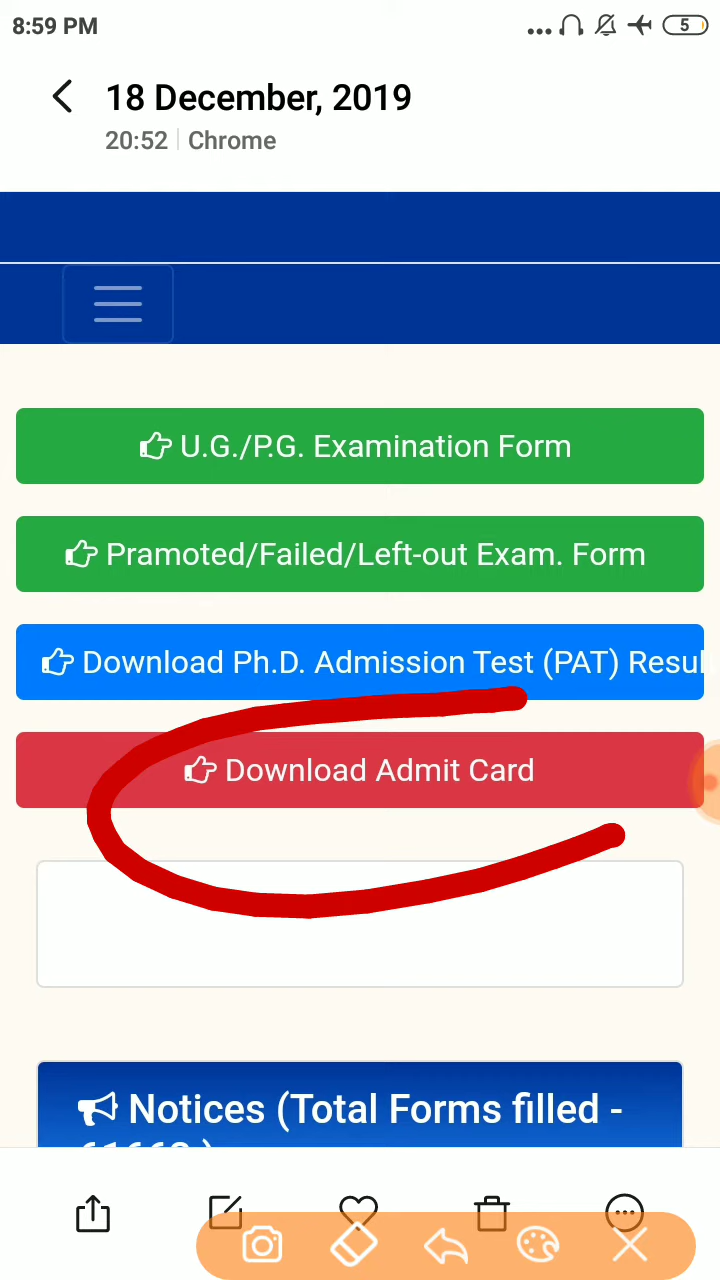 8:59 PM
5
18 December, 2019
20:52 Chrome
U.G./P.G. Examination Form
Pramoted/Failed/Left-out Exam. Form
Download Ph.D. Admission Test (PAT) Resul
Download Admit Card
Notices (Total Forms filled -